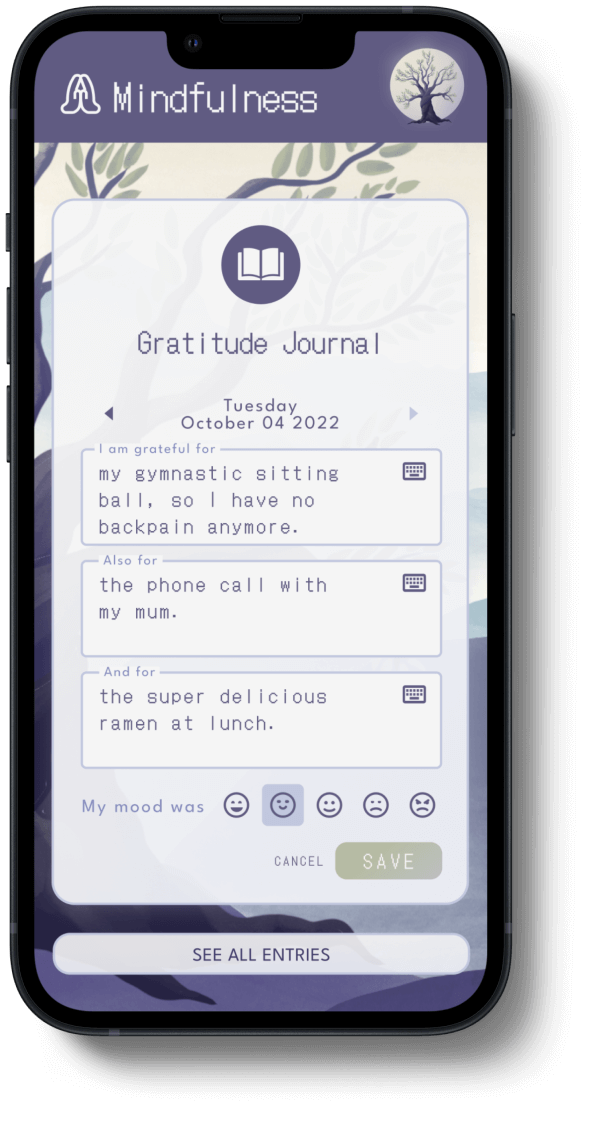 Mindfulness
Gratitude Journal
Tuesday
October 04 2022
I am grateful for
my gymnastic sitting
ball, so I have no
backpain anymore.
Also for
the phone call with
my mum.
And for
the super delicious
ramen at lunch.
My mood was
CANCEL
SAVE
SEE ALL ENTRIES